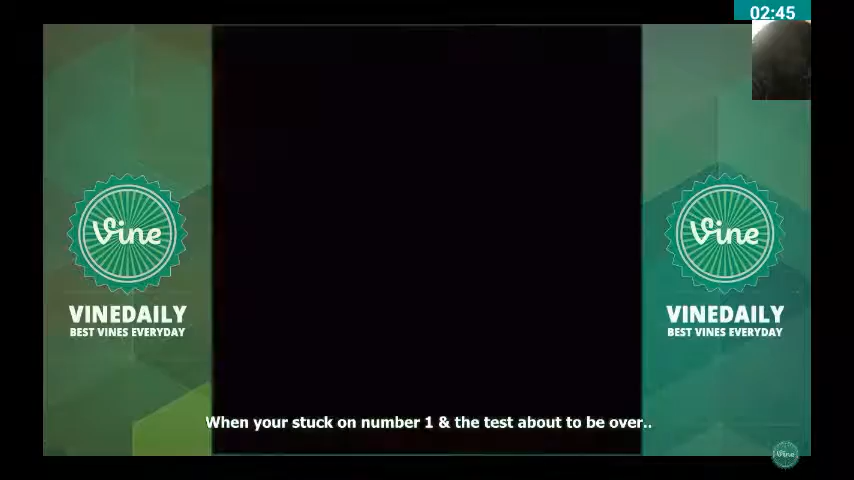 02:45
Vine
VINEDAILY
BEST VINES EVERYDAY
Vine
VINEDAILY
BEST VINES EVERYDAY
When your stuck on number 1 & the test about to be over..
Vine